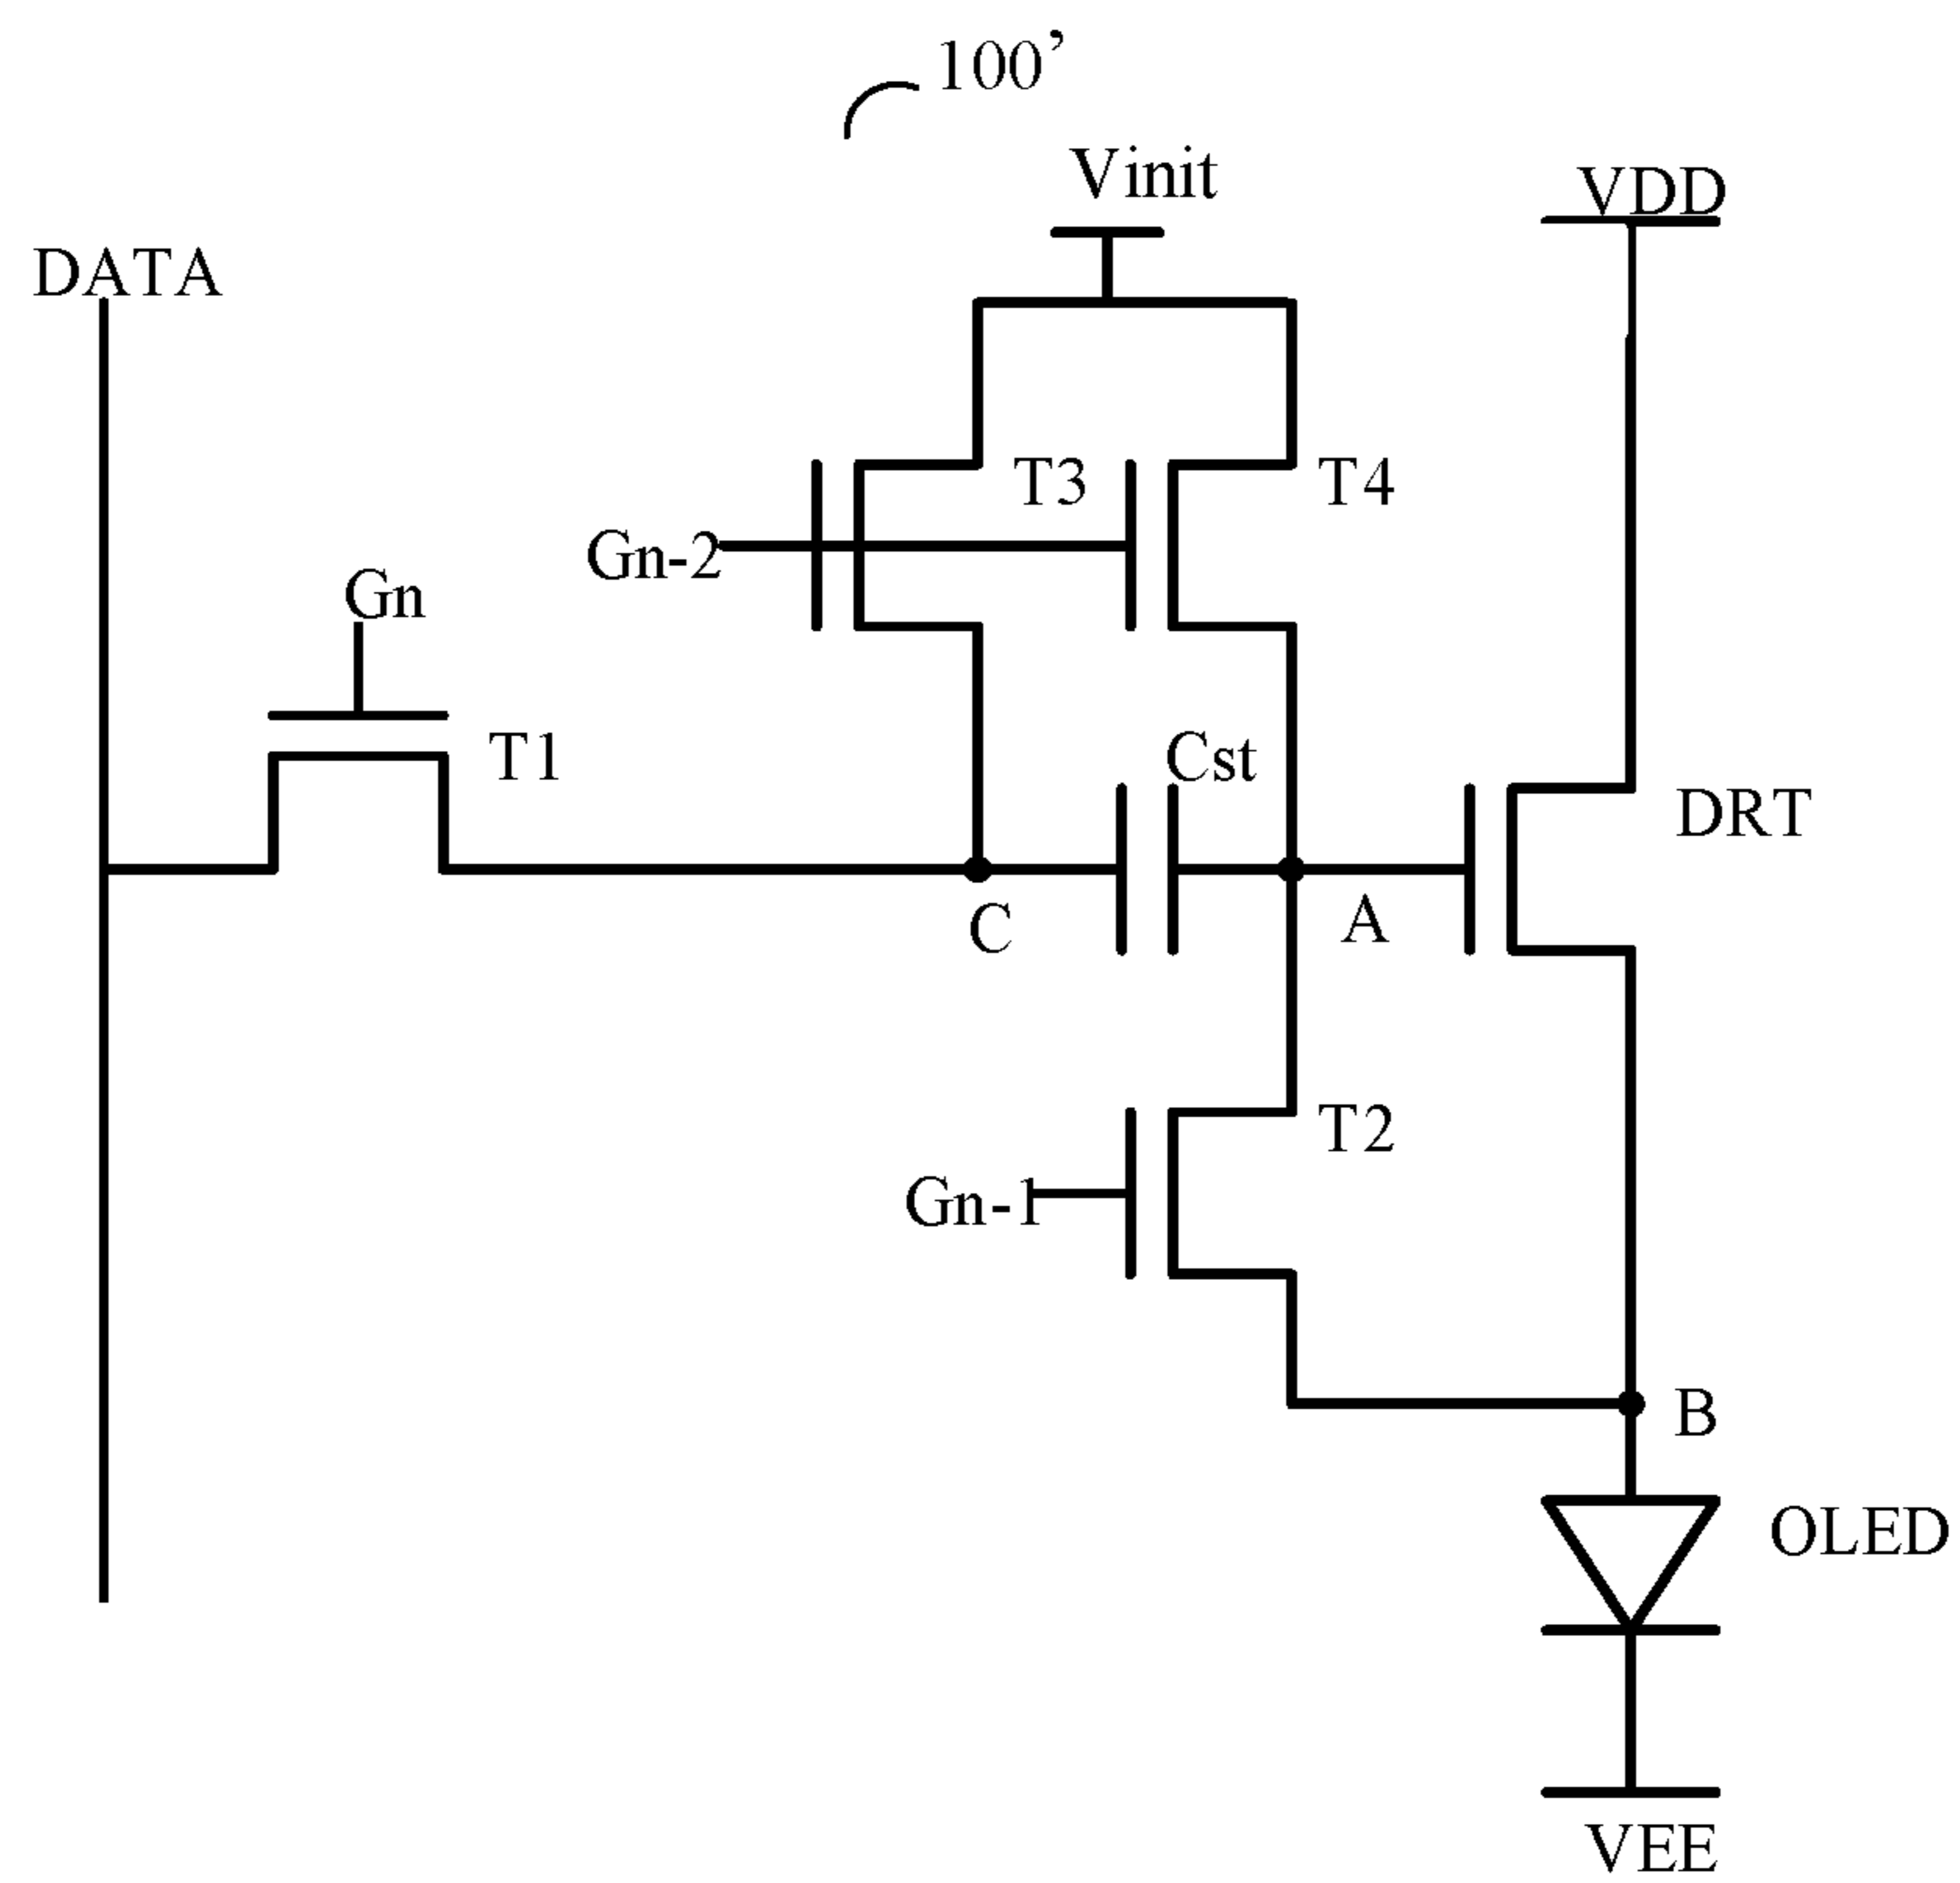 100’
Vinit
VDD
DATA
T3
T4
Gn-2
Gn
T1
Cst
DRT
C
A
T2
Gn-1
B
OLED
VEE